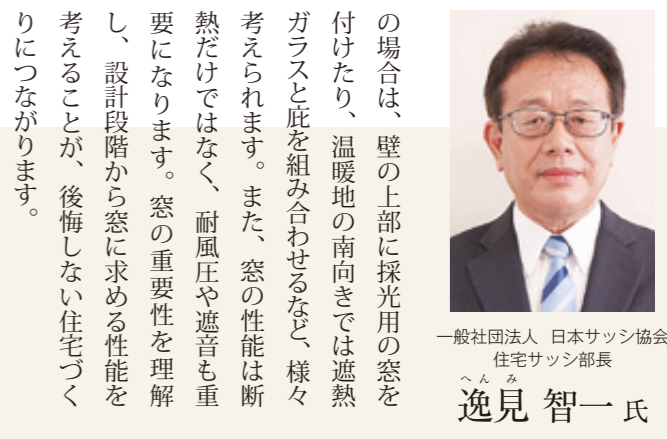 の場合は、壁の上部に採光用の窓を
付けたり、温暖地の南向きでは遮熱
ガラスと庇を組み合わせるなど、様々
考えられます。また、窓の性能は断
熱だけではなく、耐風圧や遮音も重
要になります。窓の重要性を理解
し、設計段階から窓に求める性能を
考えることが、後悔しない住宅づく
りにつながります。
一般社団法人 日本サッシ協会
住宅サッシ部長
へんみ
逸見 智一 氏